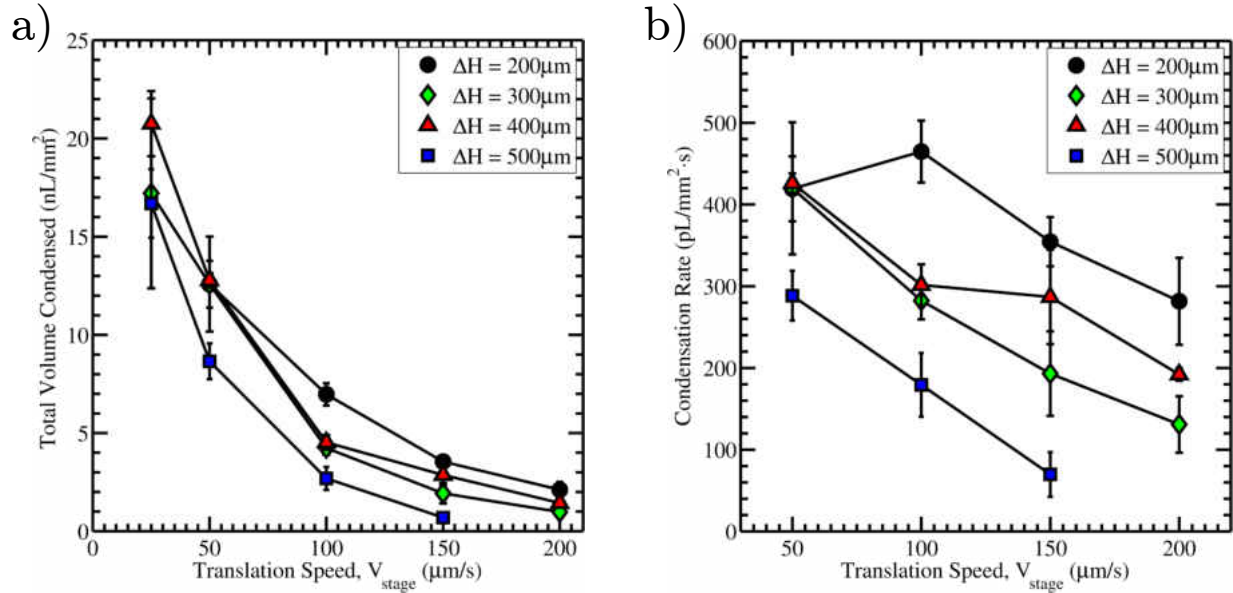 a)
25
20
15
10
5
0
Total Volume Condensed (nL/mm²)
ΔH = 200μm
ΔH = 300μm
ΔH = 400μm
ΔH = 500μm
0 50 100 150 200
Translation Speed, V_stage (μm/s)
b)
600
500
400
300
200
100
0
Condensation Rate (pL/mm²·s)
ΔH = 200μm
ΔH = 300μm
ΔH = 400μm
ΔH = 500μm
50 100 150 200
Translation Speed, V_stage (μm/s)